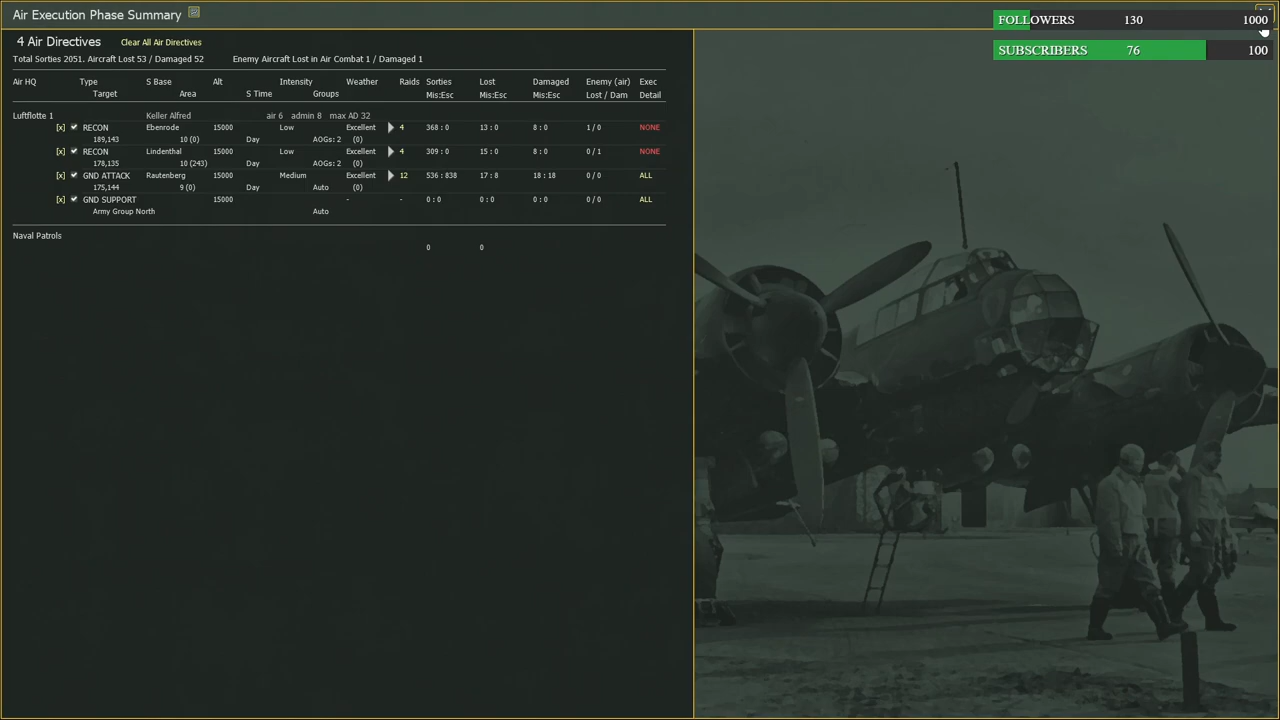 Air Execution Phase Summary
FOLLOWERS 130 1000
4 Air Directives Clear All Air Directives
SUBSCRIBERS 76 100
Total Sorties 2051. Aircraft Lost 53 / Damaged 52 Enemy Aircraft Lost in Air Combat 1 / Damaged 1
Air HQ Type S Base Alt Intensity Weather Raids Sorties Lost Damaged Enemy (air) Exec
Target Area S Time Groups Mis:Esc Mis:Esc Mis:Esc Lost / Dam Detail
Luftflotte 1 Keller Alfred air 6 admin 8 max AD 32
[x] RECON Ebenrode 15000 Low Excellent 4 368 : 0 13 : 0 8 : 0 1 / 0 NONE
189,143 10 (0) Day AOGs: 2 (0)
[x] RECON Lindenthal 15000 Low Excellent 4 309 : 0 15 : 0 8 : 0 0 / 1 NONE
178,135 10 (243) Day AOGs: 2 (0)
[x] GND ATTACK Rautenberg 15000 Medium Excellent 12 536 : 838 17 : 8 18 : 18 0 / 0 ALL
175,144 9 (0) Day Auto (0)
[x] GND SUPPORT 15000 - - 0 : 0 0 : 0 0 : 0 0 / 0 ALL
Army Group North Auto
Naval Patrols
0 0